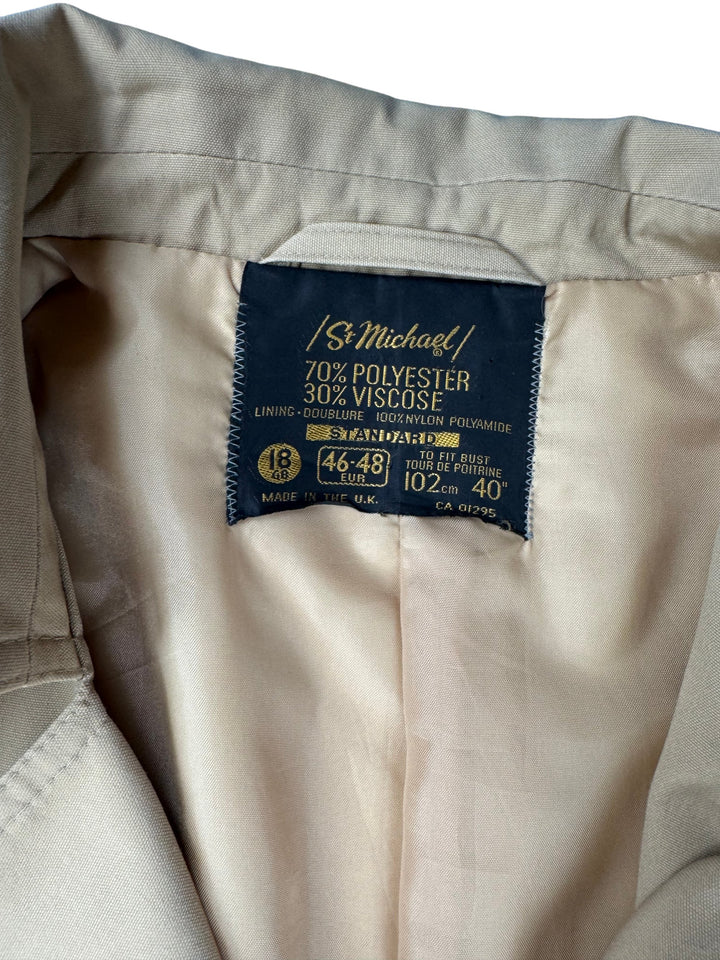 /St Michael/
®
70% POLYESTER
30% VISCOSE
LINING • DOUBLURE 100% NYLON POLYAMIDE
STANDARD
18
GB
46-48
EUR
TO FIT BUST
TOUR DE POITRINE
102cm 40"
MADE IN THE U.K.
CA 01295